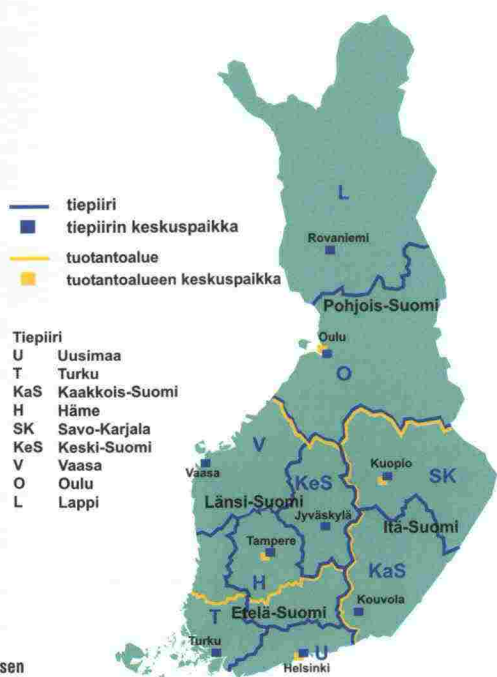 tiepiiri
tiepiirin keskuspaikka
tuotantoalue
tuotantoalueen keskuspaikka
Tiepiiri
U Uusimaa
T Turku
KaS Kaakkois-Suomi
H Häme
SK Savo-Karjala
KeS Keski-Suomi
V Vaasa
O Oulu
L Lappi
L
Rovaniemi
Pohjois-Suomi
Oulu
O
V
Vaasa
KeS
Kuopio
SK
Länsi-Suomi
Jyväskylä
Itä-Suomi
Tampere
H
KaS
T
Etelä-Suomi
Kouvola
Turku
U
Helsinki
sen